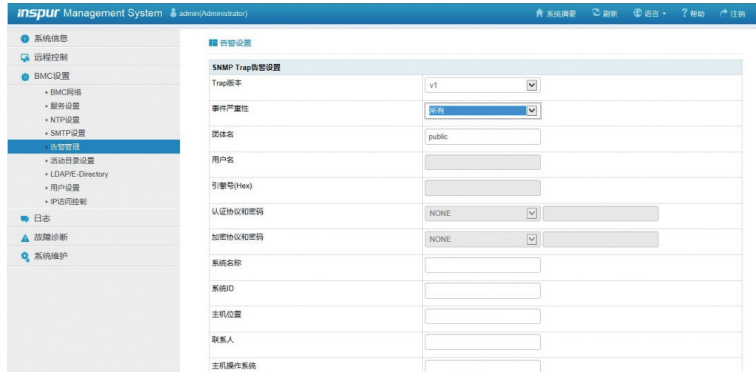 inspur Management System admin(Administrator) 系统摘要 刷新 语言 ? 帮助 注销
系统信息
远程控制
BMC设置
BMC网络
服务设置
NTP设置
SMTP设置
告警管理
活动目录设置
LDAP/E-Directory
用户设置
IP访问控制
日志
故障诊断
系统维护
告警设置
SNMP Trap告警设置
Trap版本 v1
事件严重性 所有
团体名 public
用户名
引擎号(Hex)
认证协议和密码 NONE
加密协议和密码 NONE
系统名称
系统ID
主机位置
联系人
主机操作系统